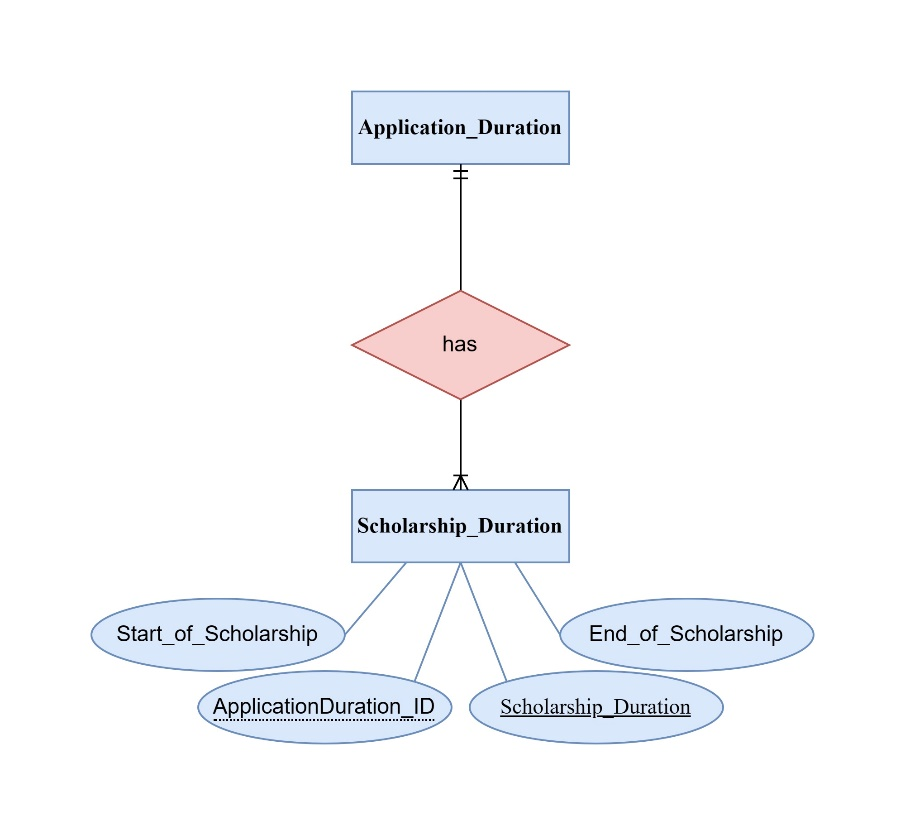 Application_Duration
has
Scholarship_Duration
Start_of_Scholarship
End_of_Scholarship
ApplicationDuration_ID
Scholarship_Duration